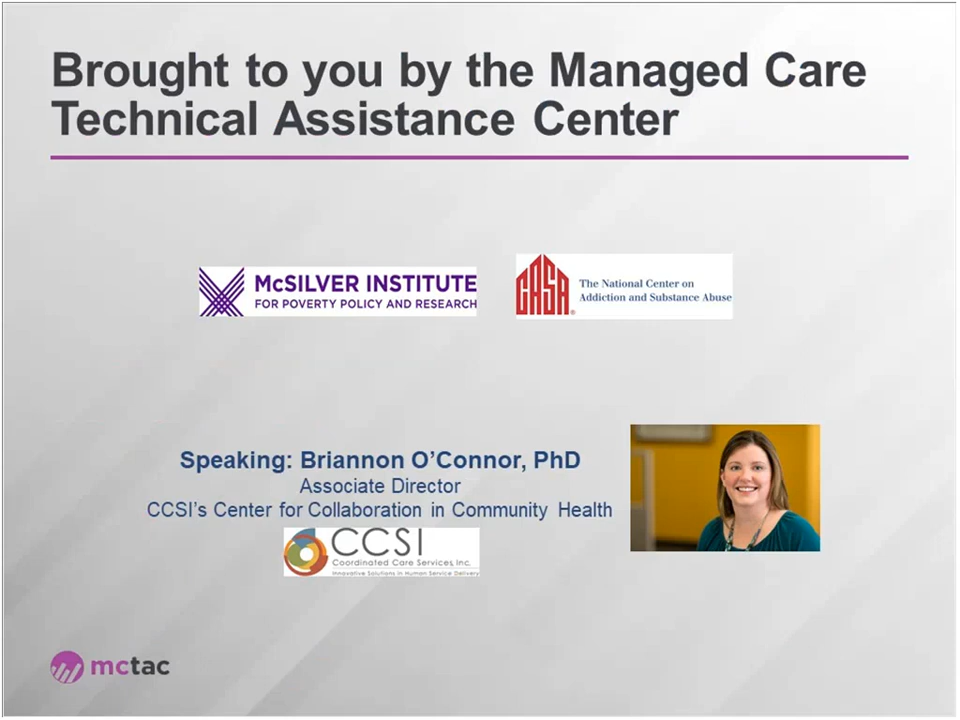 Brought to you by the Managed Care
Technical Assistance Center
McSILVER INSTITUTE
FOR POVERTY POLICY AND RESEARCH
CASA®
The National Center on
Addiction and Substance Abuse
Speaking: Briannon O’Connor, PhD
Associate Director
CCSI’s Center for Collaboration in Community Health
CCSI
Coordinated Care Services, Inc.
Innovative Solutions in Human Service Delivery
mctac